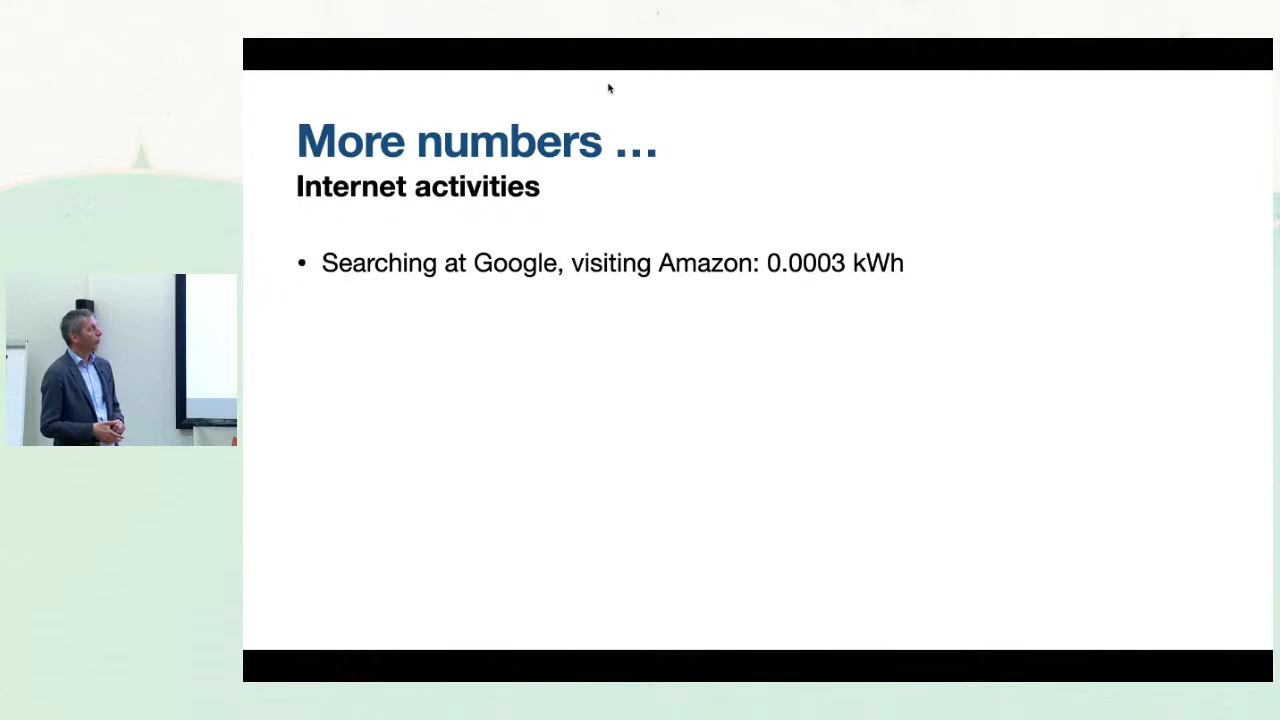 More numbers …
Internet activities
• Searching at Google, visiting Amazon: 0.0003 kWh